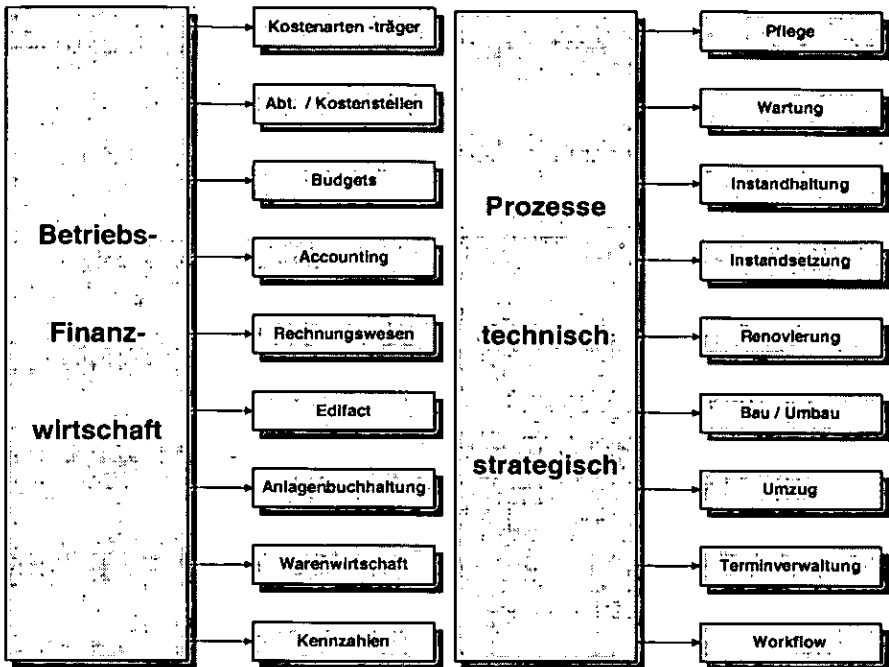 Betriebs-
Finanz-
wirtschaft
Kostenarten -träger
Abt. / Kostenstellen
Budgets
Accounting
Rechnungswesen
Edifact
Anlagenbuchhaltung
Warenwirtschaft
Kennzahlen
Prozesse
technisch
strategisch
Pflege
Wartung
Instandhaltung
Instandsetzung
Renovierung
Bau / Umbau
Umzug
Terminverwaltung
Workflow